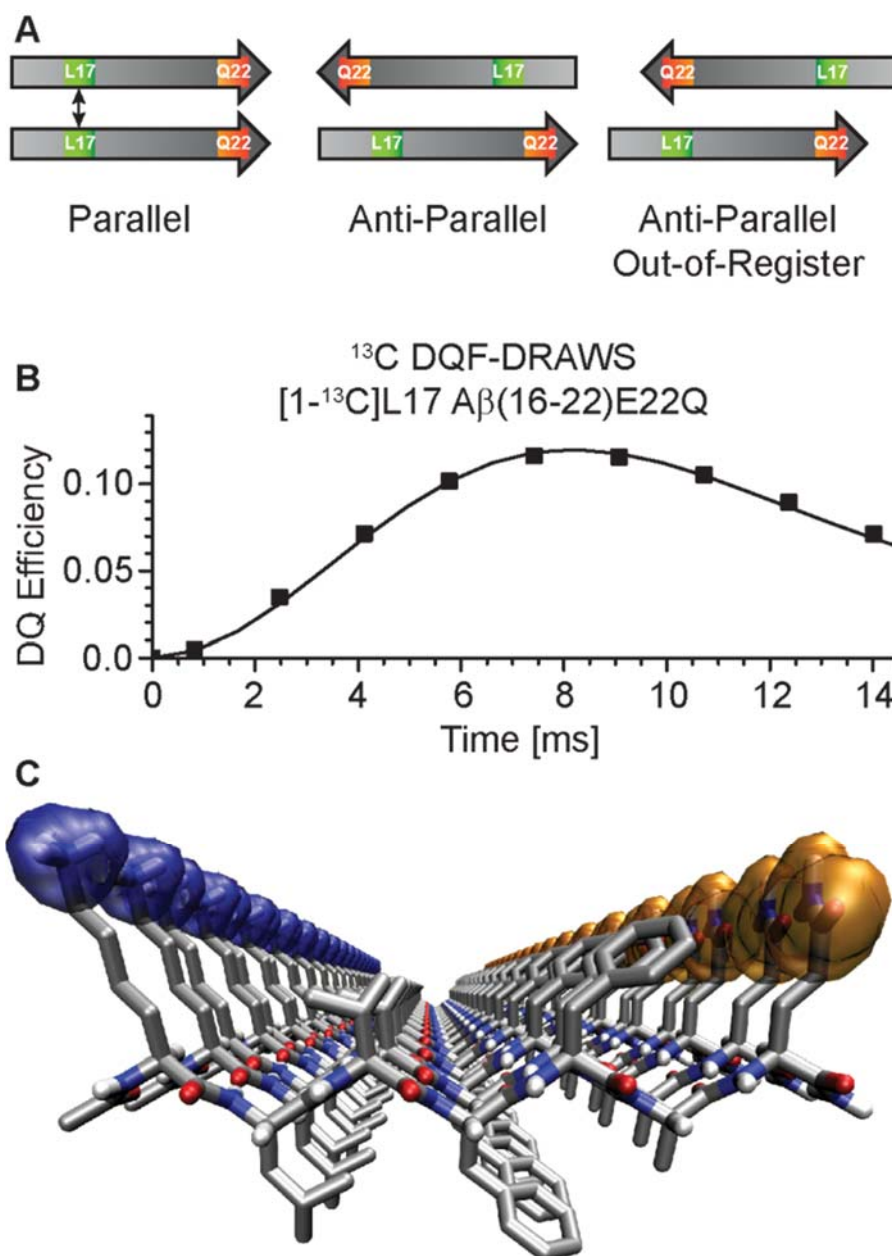 A
L17 Q22 Q22 L17 Q22 L17
L17 Q22 L17 Q22 L17 Q22
Parallel Anti-Parallel Anti-Parallel
Out-of-Register
B
¹³C DQF-DRAWS
[1-¹³C]L17 Aβ(16-22)E22Q
DQ Efficiency
0.10
0.05
0.0
0 2 4 6 8 10 12 14
Time [ms]
C